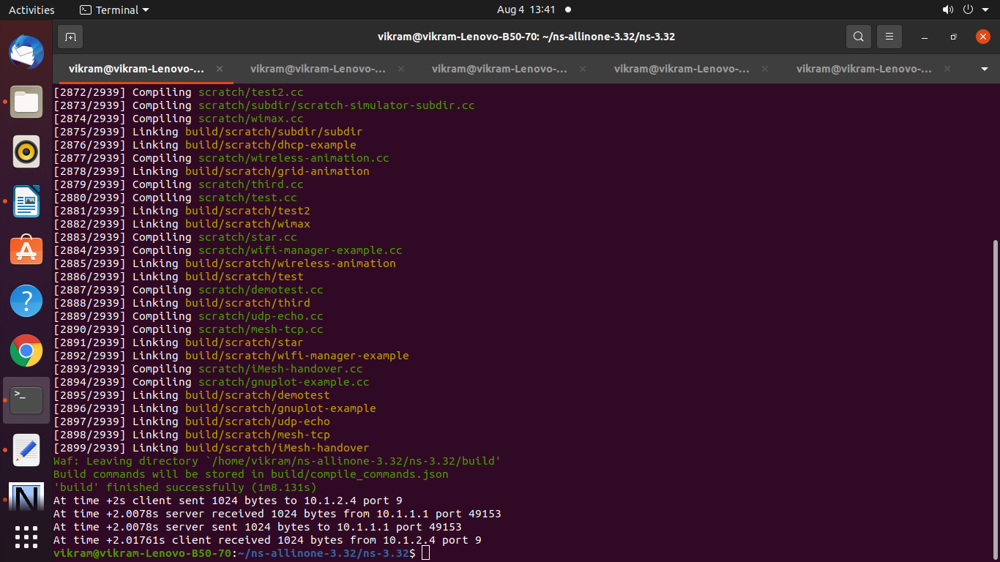 Activities
Terminal
Aug 4 13:41
vikram@vikram-Lenovo-B50-70: ~/ns-allinone-3.32/ns-3.32
vikram@vikram-Lenovo-...
vikram@vikram-Lenovo-...
vikram@vikram-Lenovo-...
vikram@vikram-Lenovo-...
vikram@vikram-Lenovo-...
[2872/2939] Compiling scratch/test2.cc
[2873/2939] Compiling scratch/subdir/scratch-simulator-subdir.cc
[2874/2939] Compiling scratch/wimax.cc
[2875/2939] Linking build/scratch/subdir/subdir
[2876/2939] Linking build/scratch/dhcp-example
[2877/2939] Compiling scratch/wireless-animation.cc
[2878/2939] Linking build/scratch/grid-animation
[2879/2939] Compiling scratch/third.cc
[2880/2939] Compiling scratch/test.cc
[2881/2939] Linking build/scratch/test2
[2882/2939] Linking build/scratch/wimax
[2883/2939] Compiling scratch/star.cc
[2884/2939] Compiling scratch/wifi-manager-example.cc
[2885/2939] Linking build/scratch/wireless-animation
[2886/2939] Linking build/scratch/test
[2887/2939] Compiling scratch/demotest.cc
[2888/2939] Linking build/scratch/third
[2889/2939] Compiling scratch/udp-echo.cc
[2890/2939] Compiling scratch/mesh-tcp.cc
[2891/2939] Linking build/scratch/star
[2892/2939] Linking build/scratch/wifi-manager-example
[2893/2939] Compiling scratch/iMesh-handover.cc
[2894/2939] Compiling scratch/gnuplot-example.cc
[2895/2939] Linking build/scratch/demotest
[2896/2939] Linking build/scratch/gnuplot-example
[2897/2939] Linking build/scratch/udp-echo
[2898/2939] Linking build/scratch/mesh-tcp
[2899/2939] Linking build/scratch/iMesh-handover
Waf: Leaving directory `/home/vikram/ns-allinone-3.32/ns-3.32/build'
Build commands will be stored in build/compile_commands.json
'build' finished successfully (1m8.131s)
At time +2s client sent 1024 bytes to 10.1.2.4 port 9
At time +2.0078s server received 1024 bytes from 10.1.1.1 port 49153
At time +2.0078s server sent 1024 bytes to 10.1.1.1 port 49153
At time +2.01761s client received 1024 bytes from 10.1.2.4 port 9
vikram@vikram-Lenovo-B50-70:~/ns-allinone-3.32/ns-3.32$